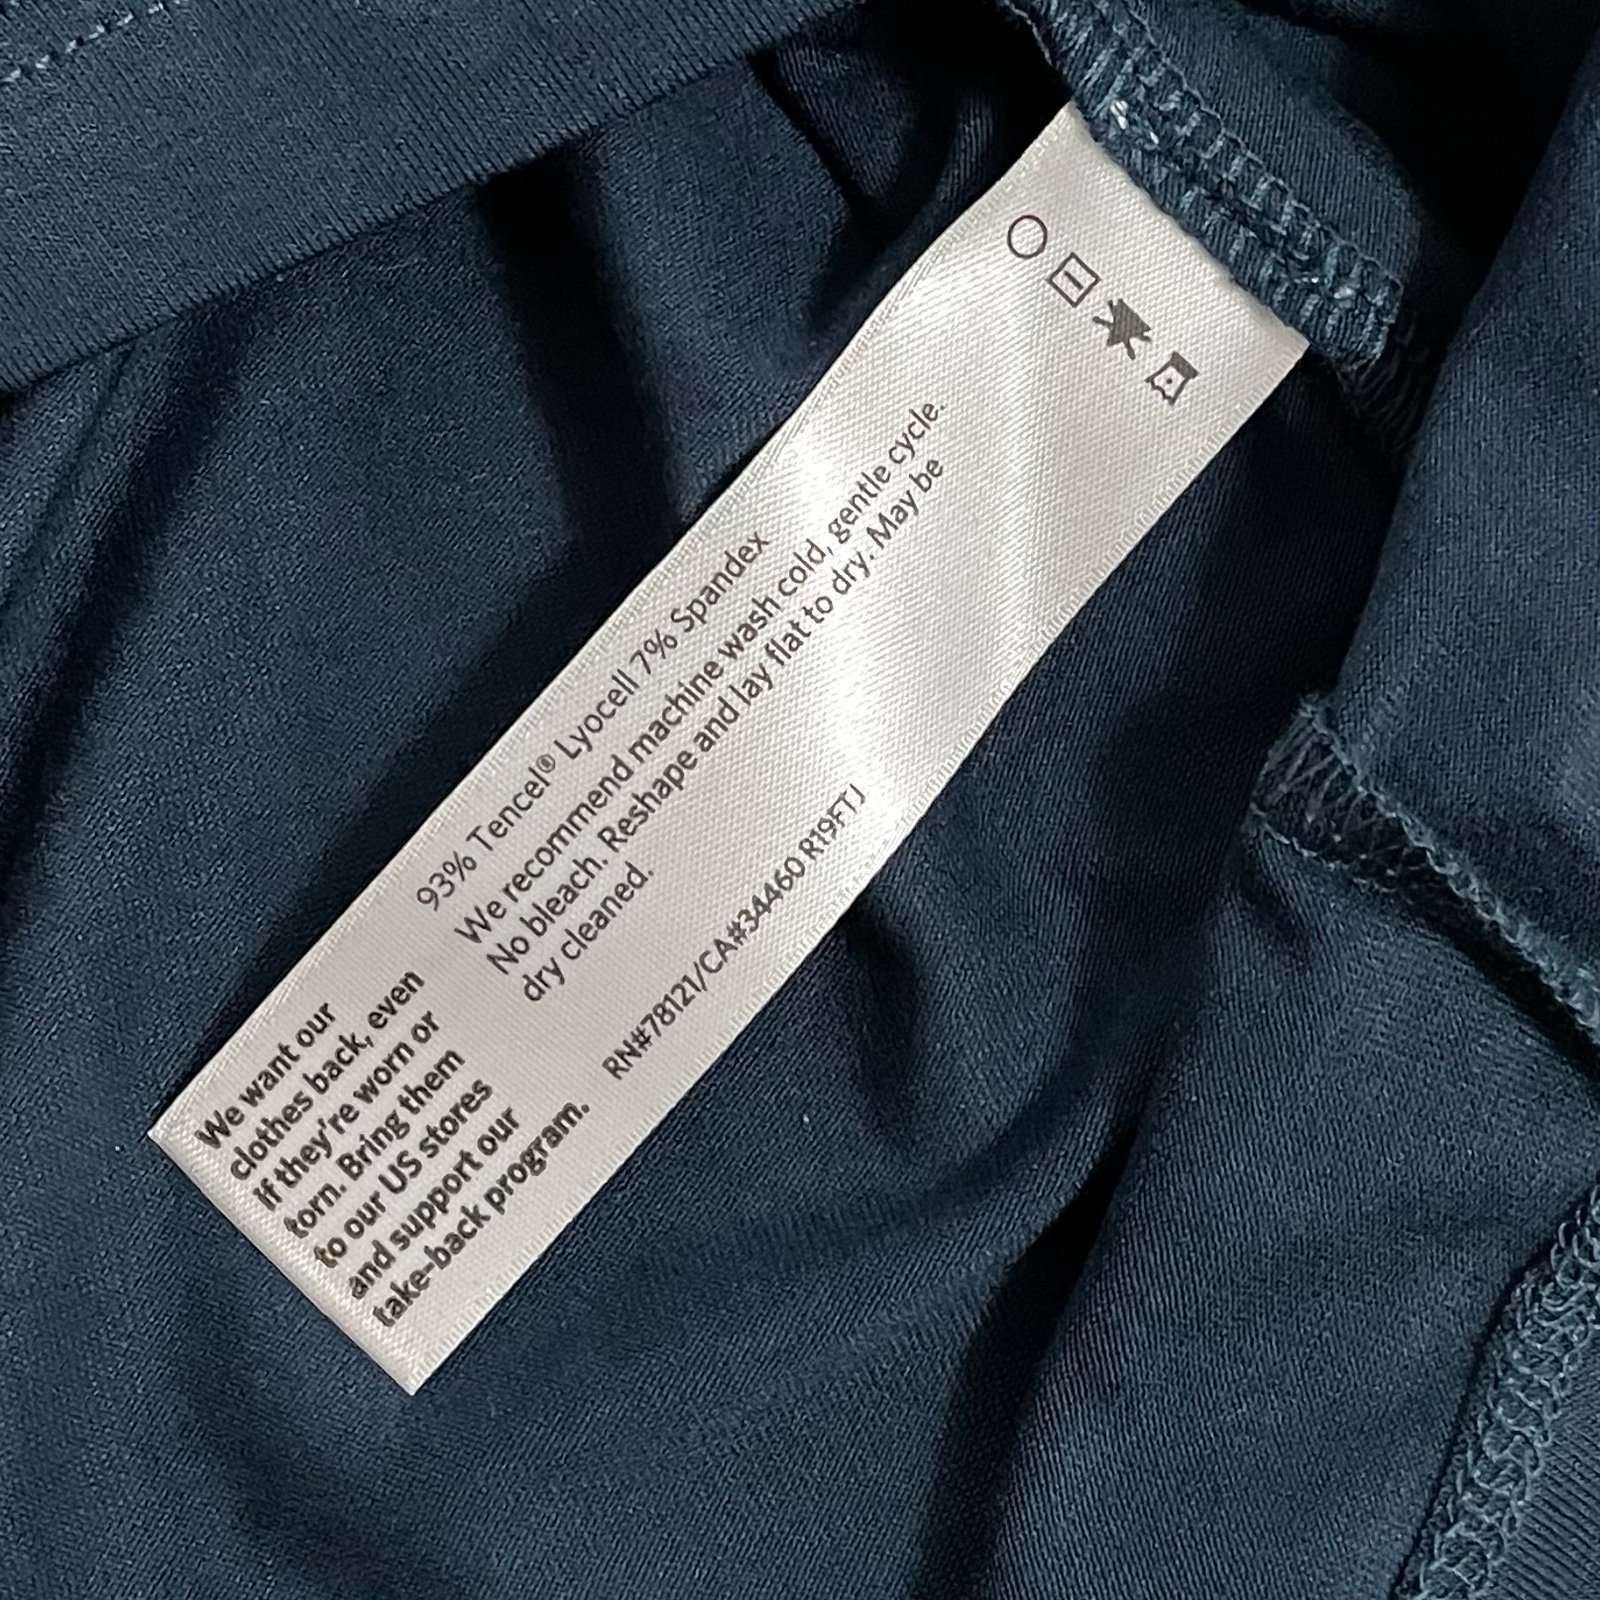 93% Tencel® Lyocell 7% Spandex
We recommend machine wash cold, gentle cycle.
No bleach. Reshape and lay flat to dry. May be
dry cleaned.
RN#78121/CA#34460 R19FTJ
We want our
clothes back, even
if they're worn or
torn. Bring them
to our US stores
and support our
take-back program.